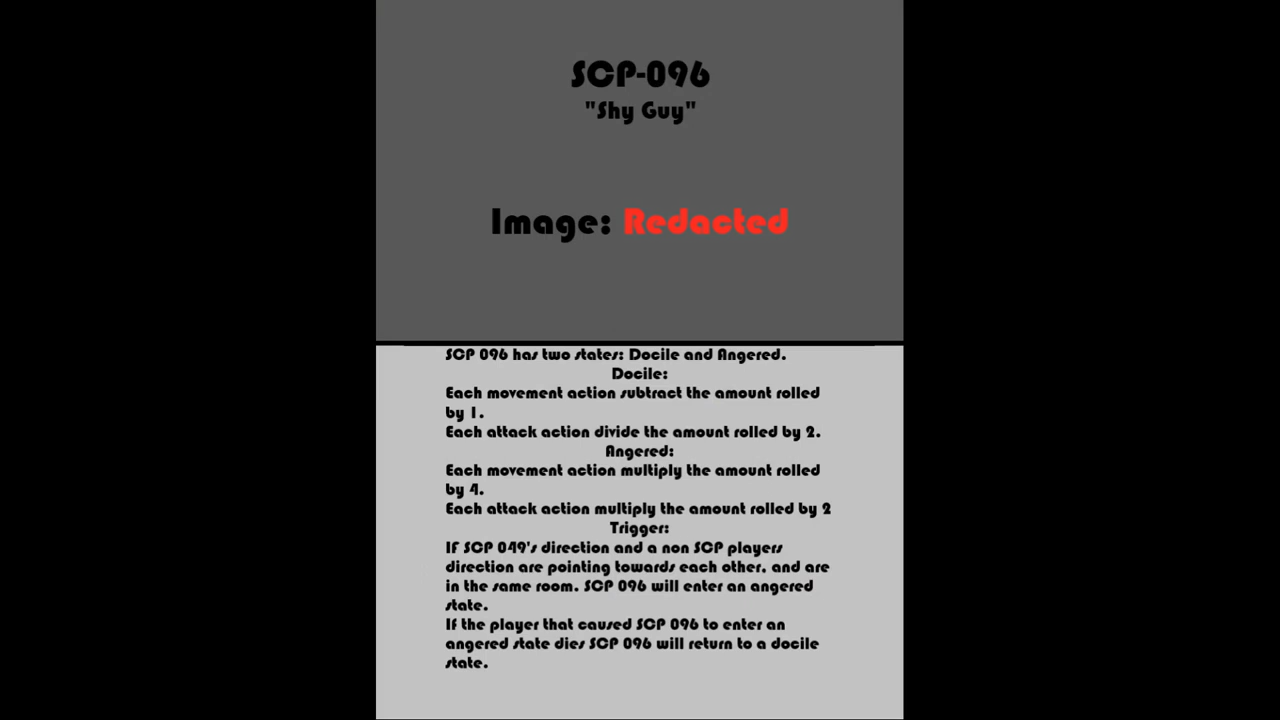 SCP-096
"Shy Guy"
Image: Redacted
SCP 096 has two states: Docile and Angered.
Docile:
Each movement action subtract the amount rolled
by 1.
Each attack action divide the amount rolled by 2.
Angered:
Each movement action multiply the amount rolled
by 4.
Each attack action multiply the amount rolled by 2
Trigger:
IF SCP 049's direction and a non SCP players
direction are pointing towards each other, and are
in the same room. SCP 096 will enter an angered
state.
If the player that caused SCP 096 to enter an
angered state dies SCP 096 will return to a docile
state.